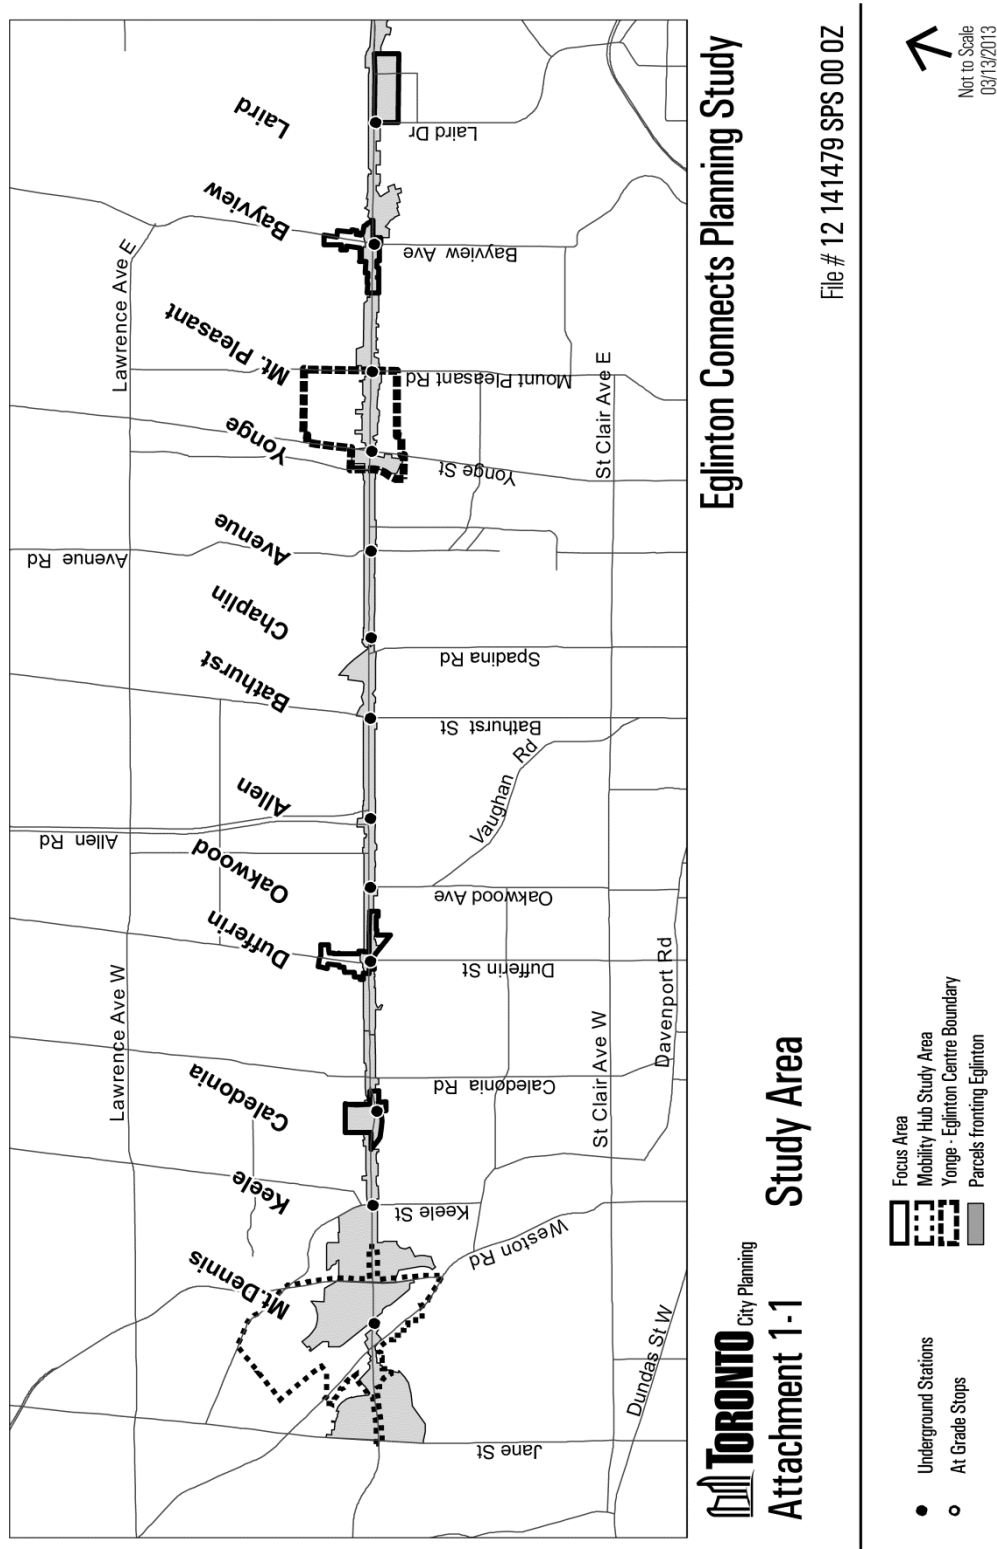 Mt.Dennis
Keele
Caledonia
Dufferin
Oakwood
Allen
Bathurst
Chaplin
Avenue
Yonge
Mt. Pleasant
Bayview
Laird
Lawrence Ave W
Lawrence Ave E
Allen Rd
Avenue Rd
Jane St
Weston Rd
Keele St
Caledonia Rd
Dufferin St
Oakwood Ave
Vaughan Rd
Bathurst St
Spadina Rd
Yonge St
Mount Pleasant Rd
Bayview Ave
Laird Dr
St Clair Ave W
St Clair Ave E
Dundas St W
Davenport Rd
TORONTO City Planning
Attachment 1-1
Study Area
Eglinton Connects Planning Study
File # 12 141479 SPS 00 0Z
Underground Stations
At Grade Stops
Focus Area
Mobility Hub Study Area
Yonge - Eglinton Centre Boundary
Parcels fronting Eglinton
Not to Scale
03/13/2013